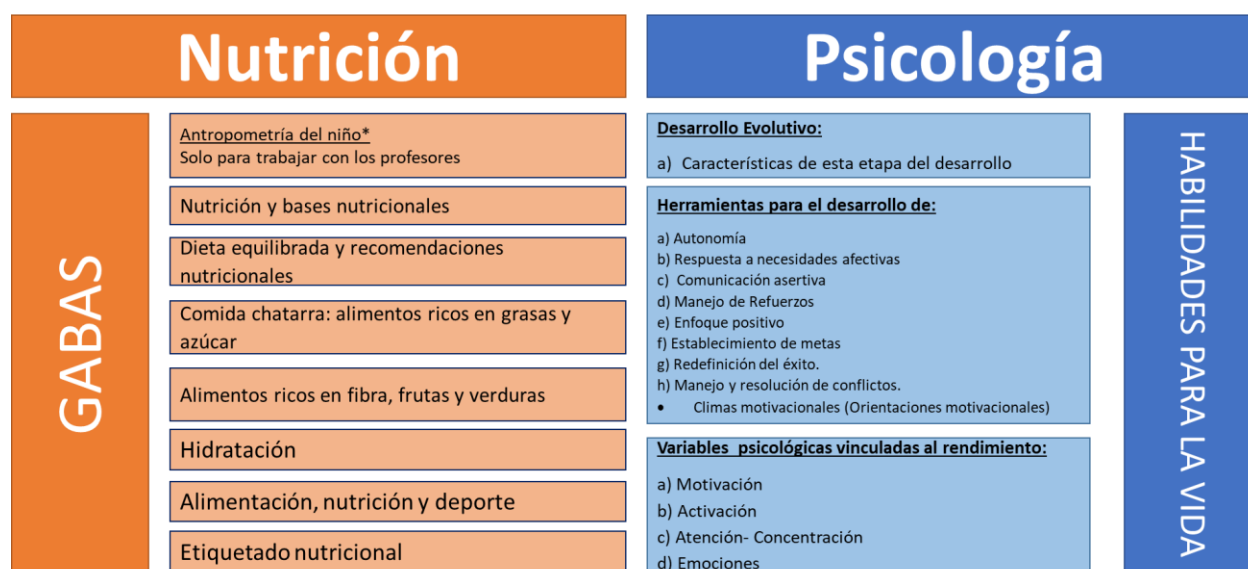 Nutrición
Psicología
GABAS
Antropometría del niño*
Solo para trabajar con los profesores
Nutrición y bases nutricionales
Dieta equilibrada y recomendaciones
nutricionales
Comida chatarra: alimentos ricos en grasas y
azúcar
Alimentos ricos en fibra, frutas y verduras
Hidratación
Alimentación, nutrición y deporte
Etiquetado nutricional
Desarrollo Evolutivo:
a) Características de esta etapa del desarrollo
Herramientas para el desarrollo de:
a) Autonomía
b) Respuesta a necesidades afectivas
c) Comunicación asertiva
d) Manejo de Refuerzos
e) Enfoque positivo
f) Establecimiento de metas
g) Redefinición del éxito.
h) Manejo y resolución de conflictos.
• Climas motivacionales (Orientaciones motivacionales)
Variables psicológicas vinculadas al rendimiento:
a) Motivación
b) Activación
c) Atención- Concentración
d) Emociones
HABILIDADES PARA LA VIDA